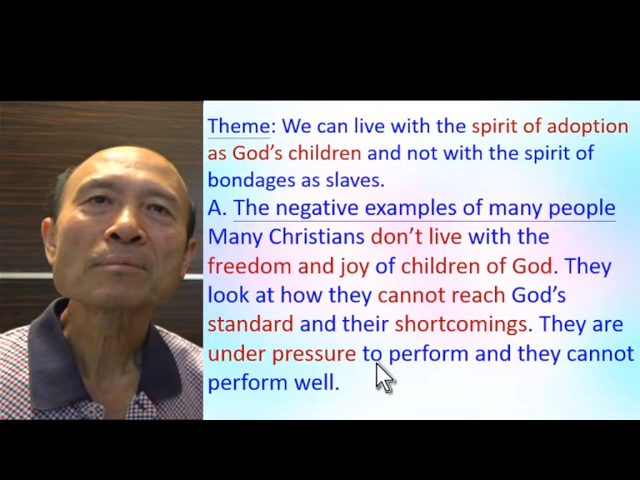 Theme: We can live with the spirit of adoption
as God’s children and not with the spirit of
bondages as slaves.
A. The negative examples of many people
Many Christians don’t live with the
freedom and joy of children of God. They
look at how they cannot reach God’s
standard and their shortcomings. They are
under pressure to perform and they cannot
perform well.